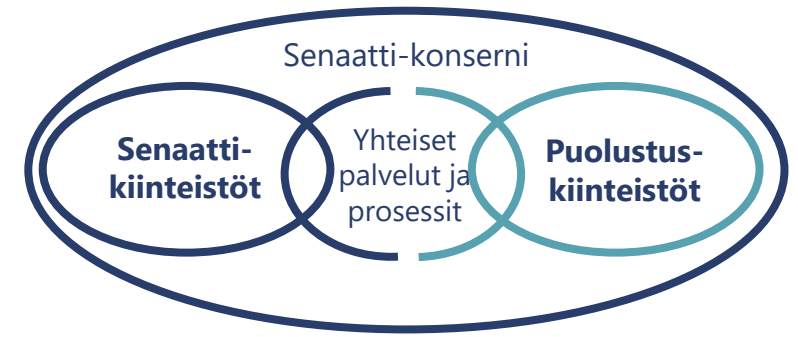 Senaatti-konserni
Senaatti-
kiinteistöt
Yhteiset
palvelut ja
prosessit
Puolustus-
kiinteistöt